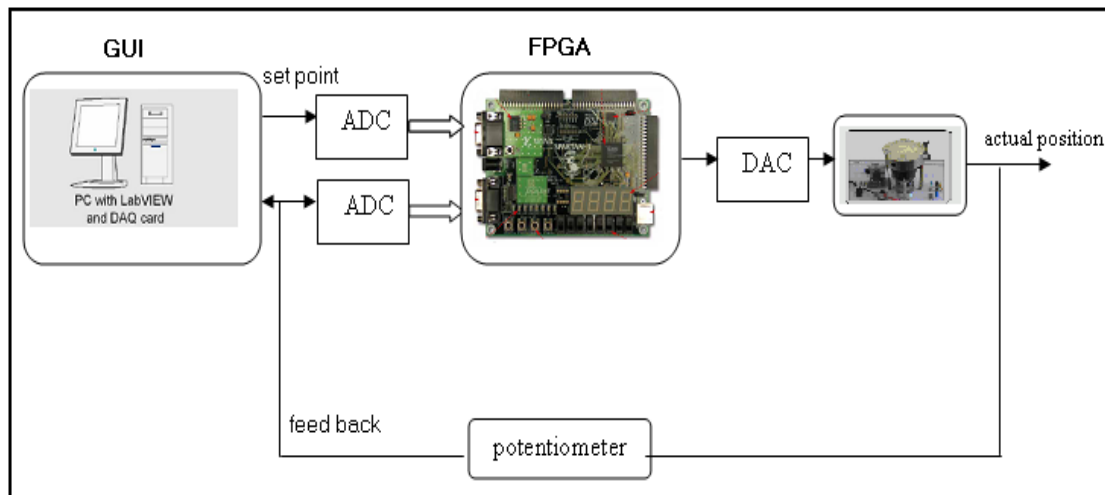 GUI
FPGA
set point
ADC
ADC
PC with LabVIEW
and DAQ card
DAC
actual position
feed back
potentiometer